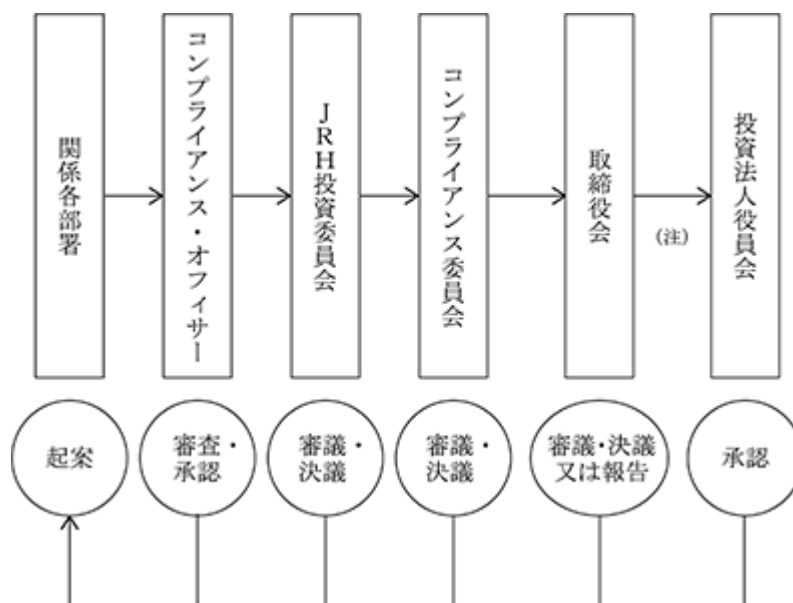 関係各部署
コンプライアンス・オフィサー
JRH投資委員会
コンプライアンス委員会
取締役会
(注)
投資法人役員会
起案
審査・
承認
審議・
決議
審議・
決議
審議・決議
又は報告
承認